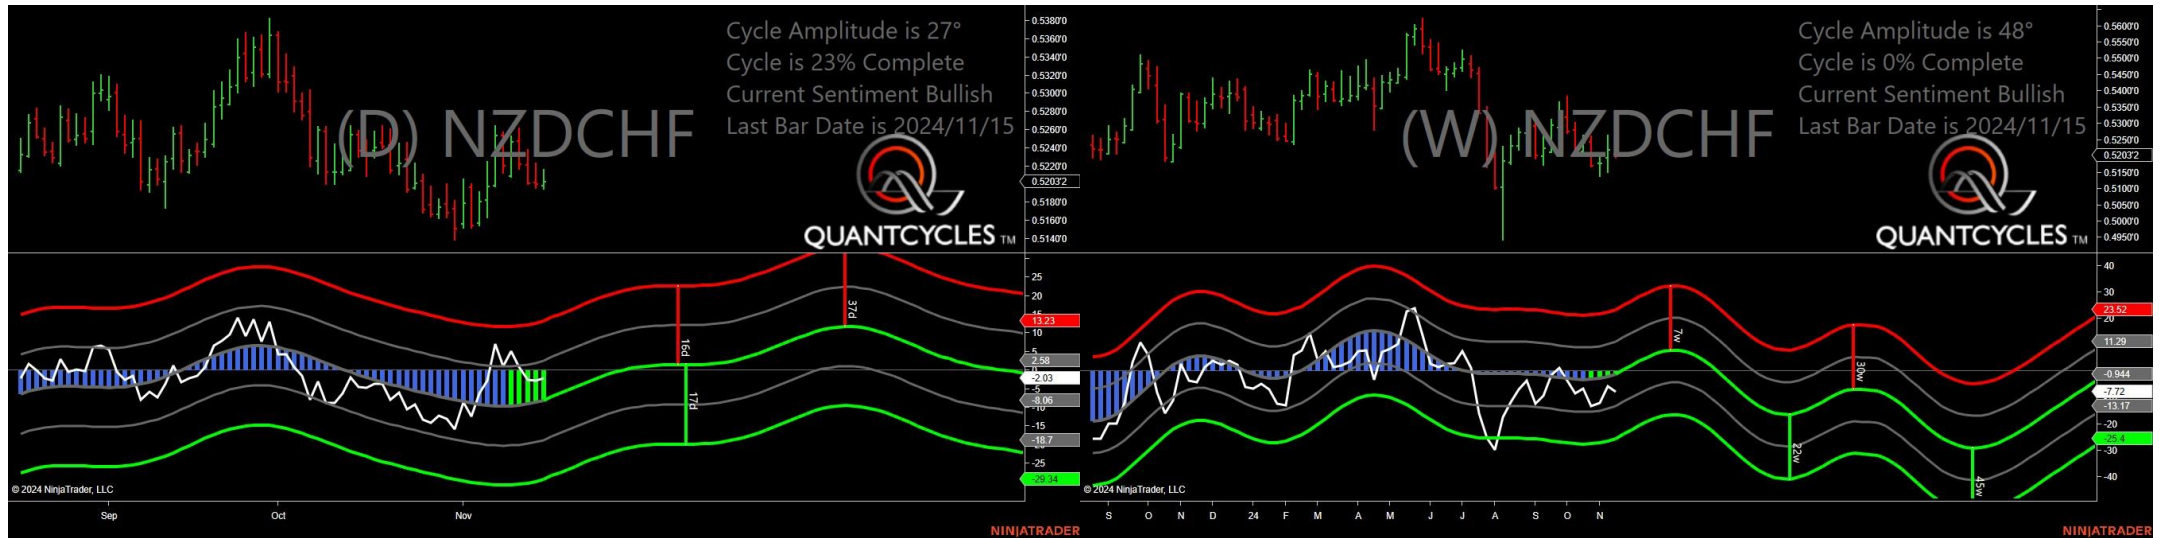 Cycle Amplitude is 27°
Cycle is 23% Complete
Current Sentiment Bullish
Last Bar Date is 2024/11/15
(D) NZDCHF
QUANTCYCLES TM
0.5380'0
0.5360'0
0.5340'0
0.5320'0
0.5300'0
0.5280'0
0.5260'0
0.5240'0
0.5220'0
0.5203'2
0.5180'0
0.5160'0
0.5140'0
25
20
13.23
10
5
2.58
-2.03
-5
-8.06
-10
-15
-18.7
-25
-29.34
16d
17d
37d
© 2024 NinjaTrader, LLC
Sep
Oct
Nov
NINJATRADER
Cycle Amplitude is 48°
Cycle is 0% Complete
Current Sentiment Bullish
Last Bar Date is 2024/11/15
(W) NZDCHF
QUANTCYCLES TM
0.5600'0
0.5550'0
0.5500'0
0.5450'0
0.5400'0
0.5350'0
0.5300'0
0.5250'0
0.5203'2
0.5150'0
0.5100'0
0.5050'0
0.5000'0
0.4950'0
40
30
23.52
20
11.29
-0.944
-7.72
-13.17
-20
-25.4
-30
-40
7w
22w
30w
45w
© 2024 NinjaTrader, LLC
S
O
N
D
24
F
M
A
M
J
J
A
S
O
N
NINJATRADER